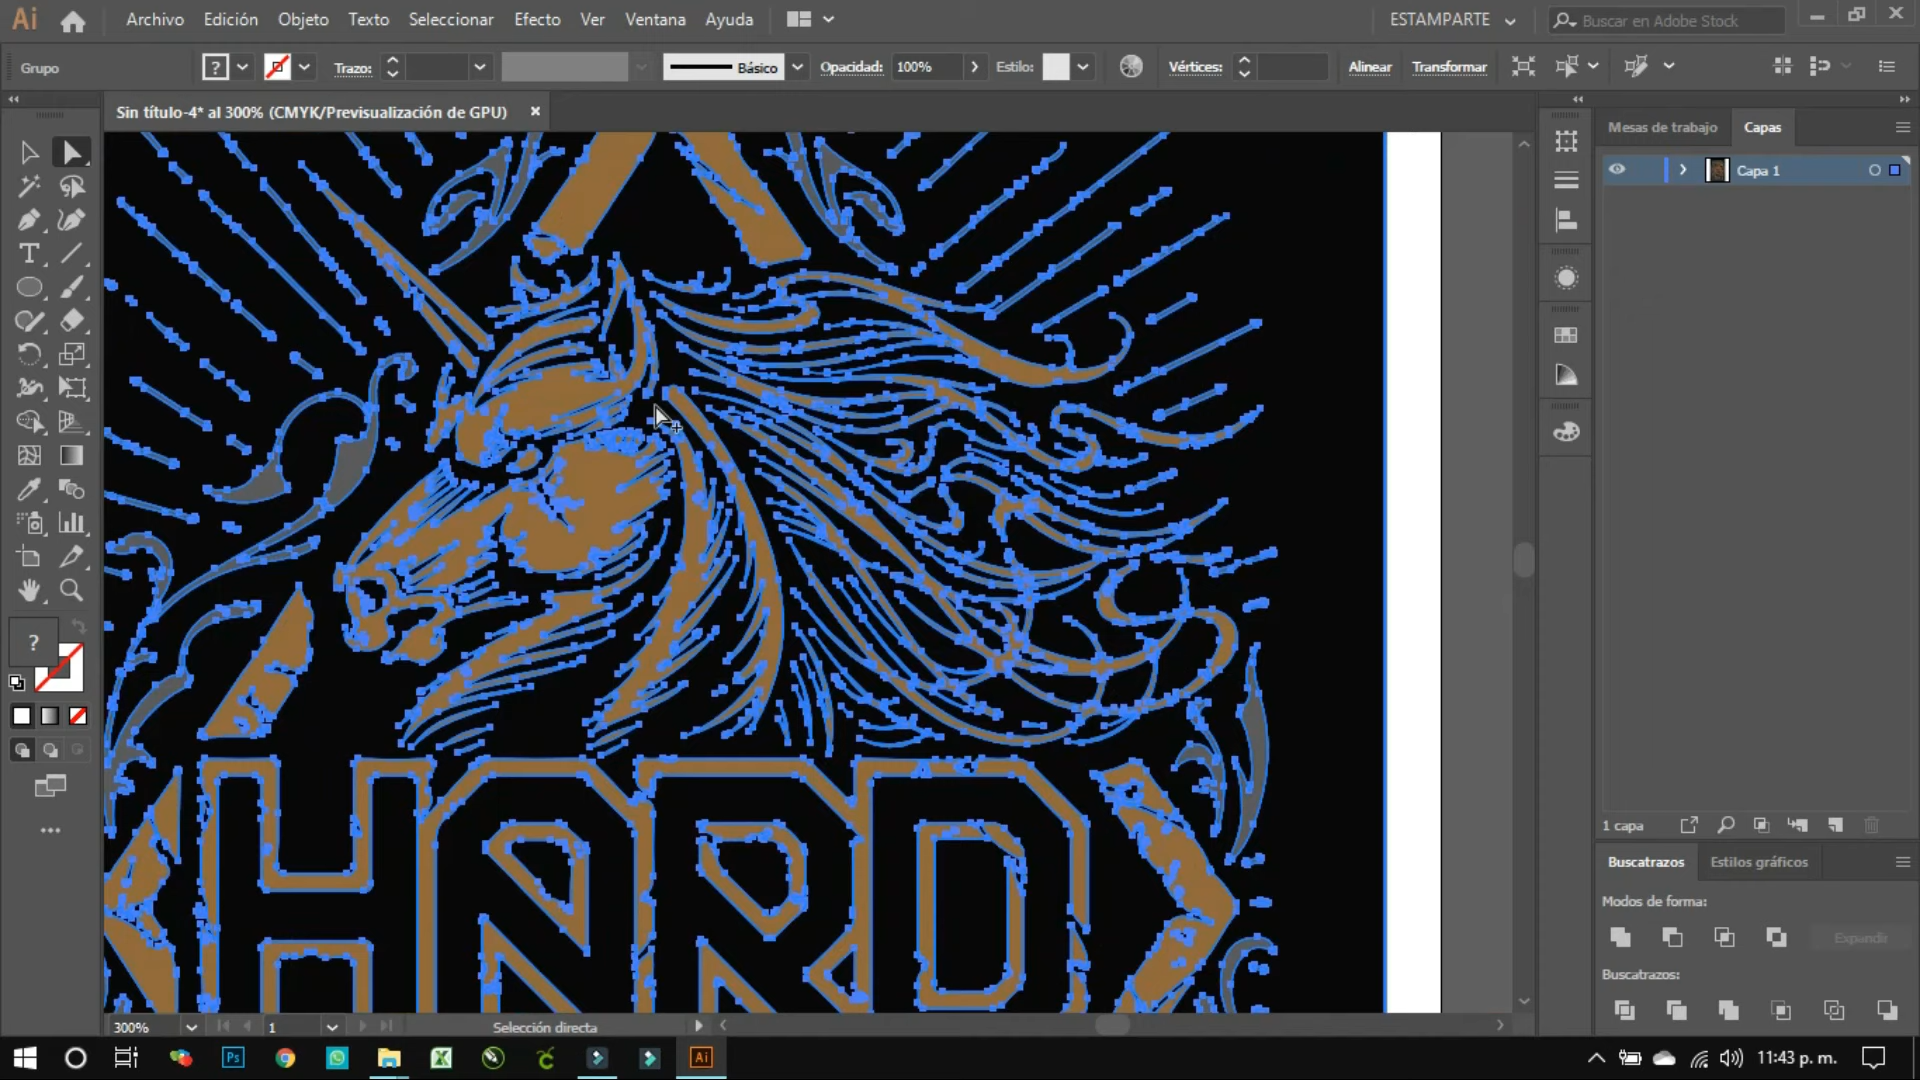 Ai Archivo Edición Objeto Texto Seleccionar Efecto Ver Ventana Ayuda ESTAMPARTE Buscar en Adobe Stock
Grupo ? Trazo: Básico Opacidad: 100% Estilo: Vértices: Alinear Transformar
Sin título-4* al 300% (CMYK/Previsualización de GPU)
Mesas de trabajo Capas
Capa 1
T
?
HARD
1 capa
Buscatrazos Estilos gráficos
Modos de forma:
Expandir
Buscatrazos:
300% 1 Selección directa
Ps Ai 11:43 p. m.